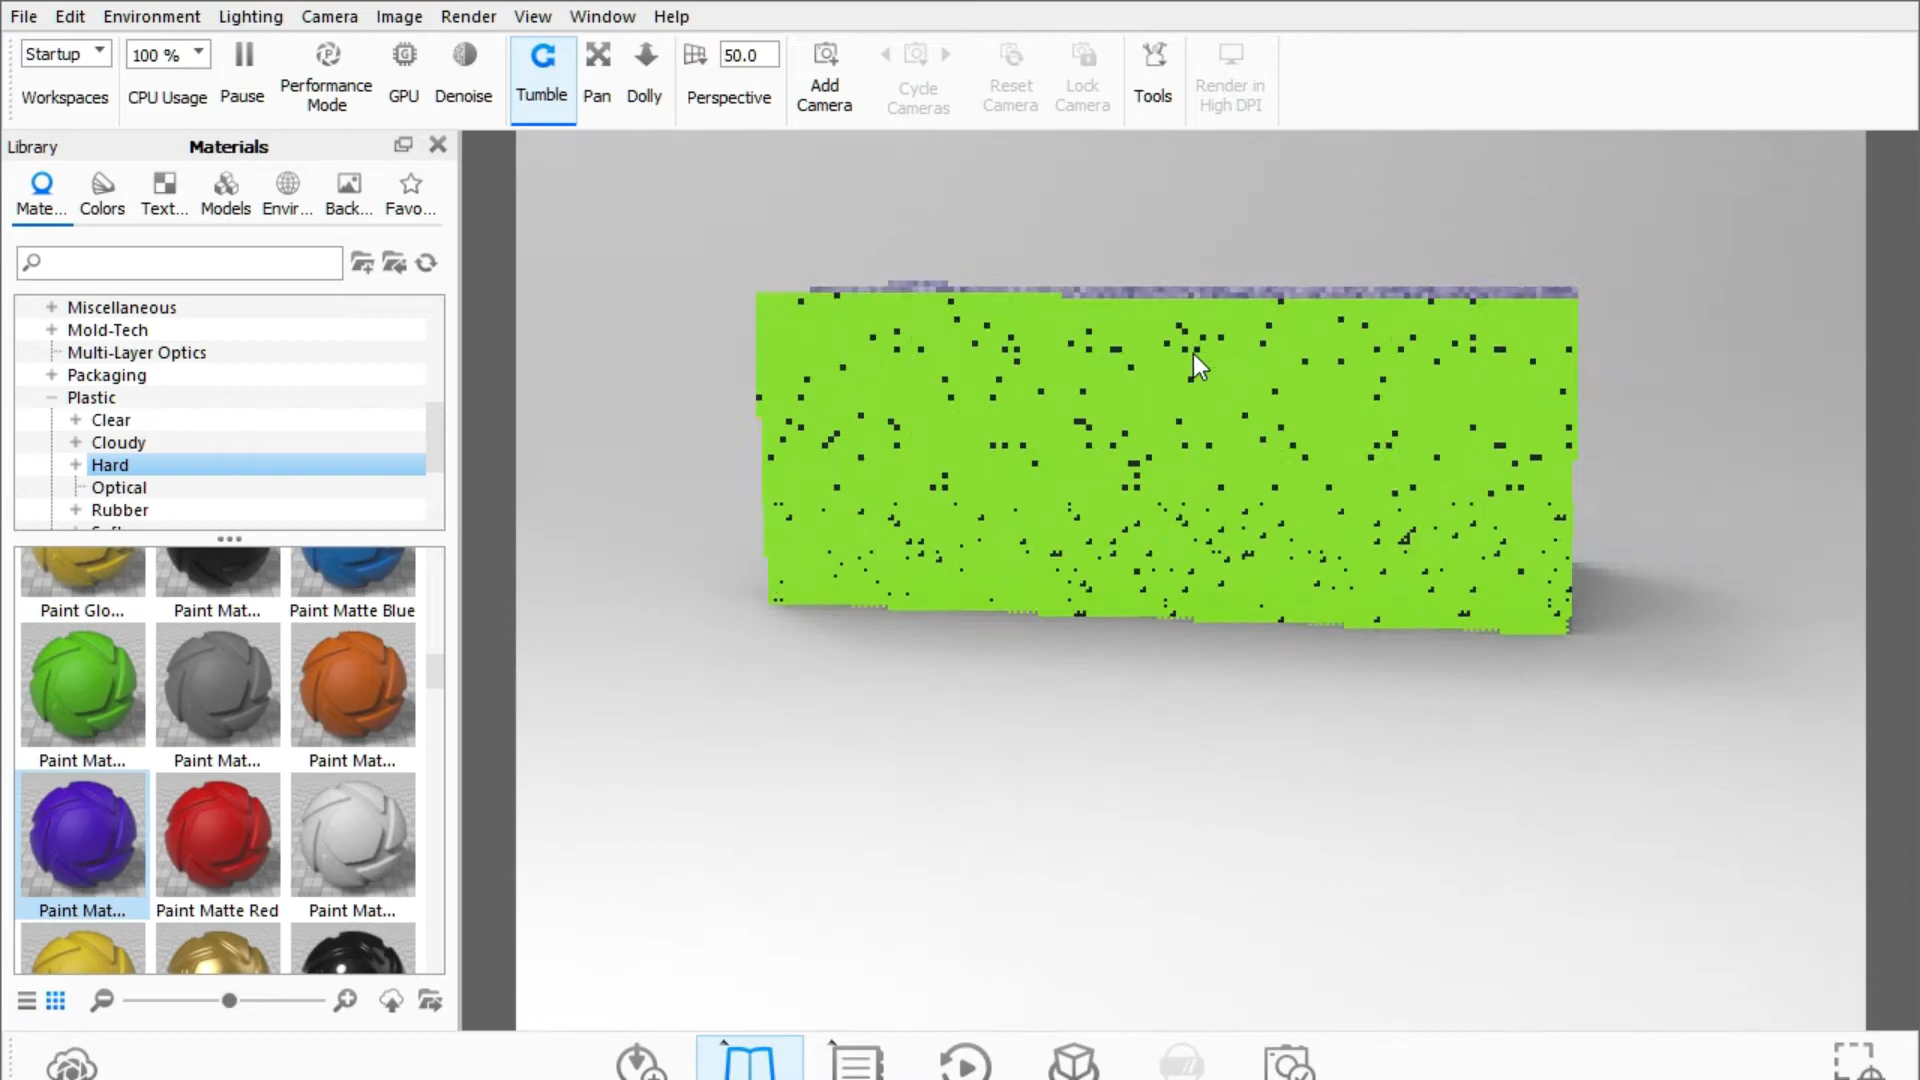 File Edit Environment Lighting Camera Image Render View Window Help
Startup 100 % 50.0
Workspaces CPU Usage Pause Performance Mode GPU Denoise Tumble Pan Dolly Perspective Add Camera Cycle Cameras Reset Camera Lock Camera Tools Render in High DPI
Library Materials
Mate... Colors Text... Models Envir... Back... Favo...
Miscellaneous
Mold-Tech
Multi-Layer Optics
Packaging
Plastic
Clear
Cloudy
Hard
Optical
Rubber
Paint Glo... Paint Mat... Paint Matte Blue
Paint Mat... Paint Mat... Paint Mat...
Paint Mat... Paint Matte Red Paint Mat...